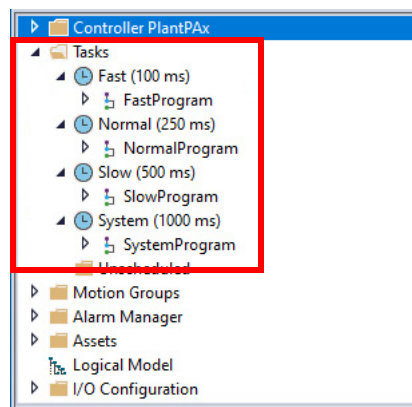 Controller PlantPAx
Tasks
Fast (100 ms)
FastProgram
Normal (250 ms)
NormalProgram
Slow (500 ms)
SlowProgram
System (1000 ms)
SystemProgram
Unscheduled
Motion Groups
Alarm Manager
Assets
Logical Model
I/O Configuration